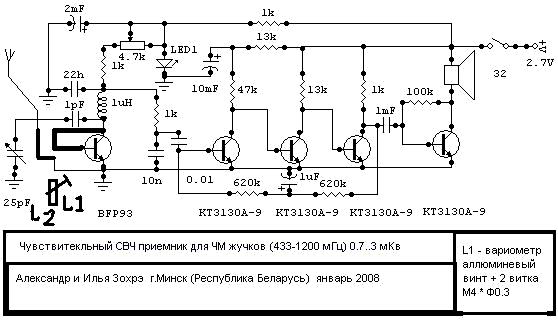 2mF
1k
13k
4.7k
LED1
1k
10mF
2.7V
32
22h
1uH
1k
47k
13k
1k
100k
1pF
1mF
10n
0.01
1uF
25pF
620k
620k
L1
L2
BFP93
KT3130A-9
KT3130A-9
KT3130A-9
KT3130A-9
Чувствитекльный СВЧ приемник для ЧМ жучков (433-1200 мГц) 0.7..3 мКв
Александр и Илья Зохрэ г.Минск (Республика Беларусь) январь 2008
L1 - вариометр
аллюминевый
винт + 2 витка
М4 * Ф0.3